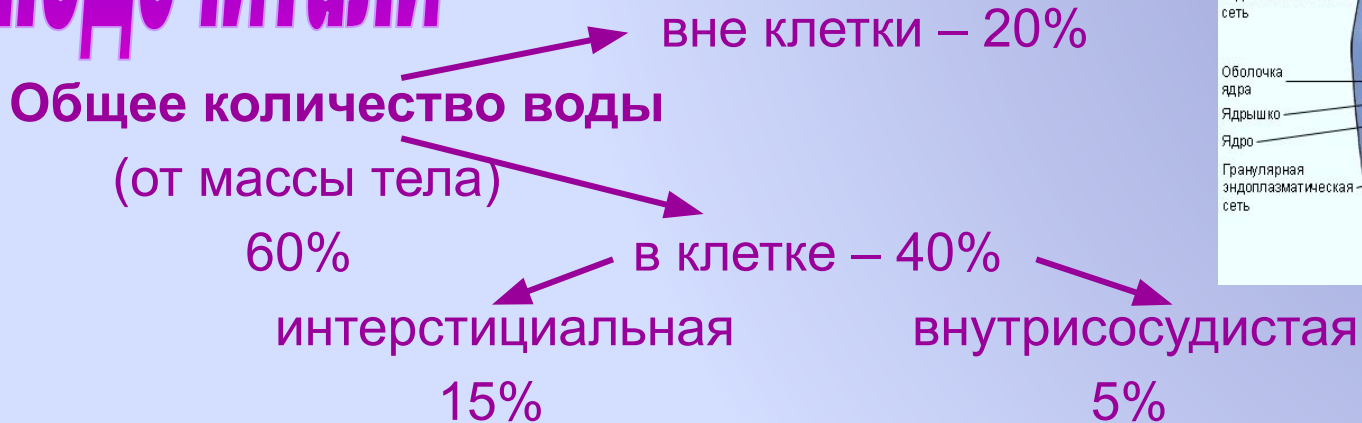 вне клетки – 20%
Общее количество воды
(от массы тела)
60%
в клетке – 40%
интерстициальная
внутрисосудистая
15%
5%
сеть
Оболочка
ядра
Ядрышко
Ядро
Гранулярная
эндоплазматическая
сеть